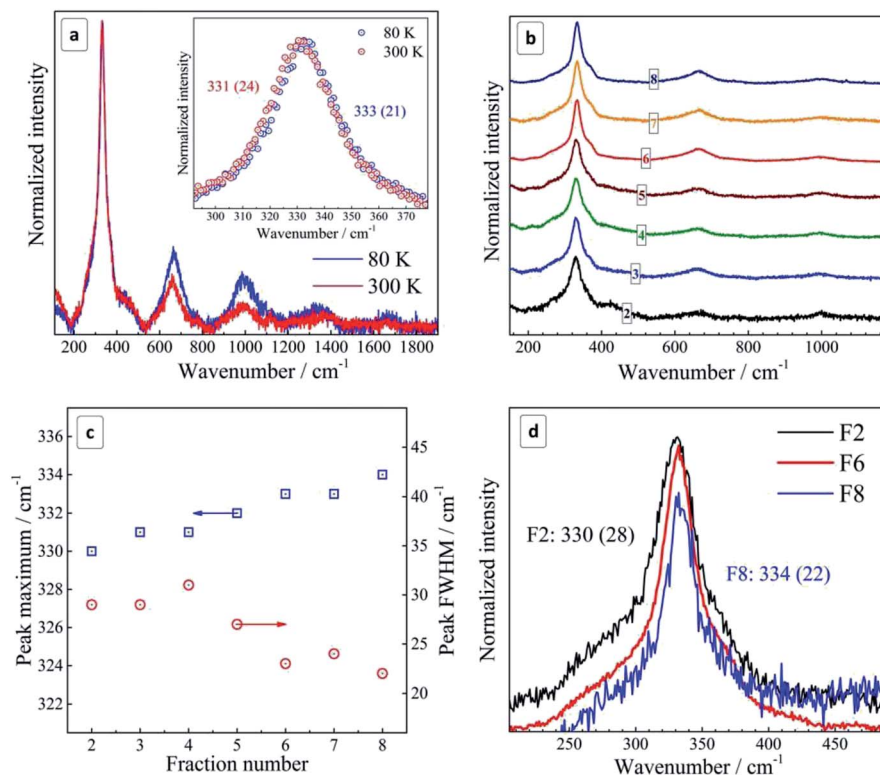 a
80 K
300 K
331 (24)
333 (21)
Normalized intensity
290 300 310 320 330 340 350 360 370
Wavenumber / cm-1
80 K
300 K
Normalized intensity
200 400 600 800 1000 1200 1400 1600 1800
Wavenumber / cm-1
b
8
7
6
5
4
3
2
Normalized intensity
200 400 600 800 1000
Wavenumber / cm-1
c
336
334
332
330
328
326
324
322
Peak maximum / cm-1
45
40
35
30
25
20
Peak FWHM / cm-1
2 3 4 5 6 7 8
Fraction number
d
F2
F6
F8
F2: 330 (28)
F8: 334 (22)
Normalized intensity
250 300 350 400 450
Wavenumber / cm-1